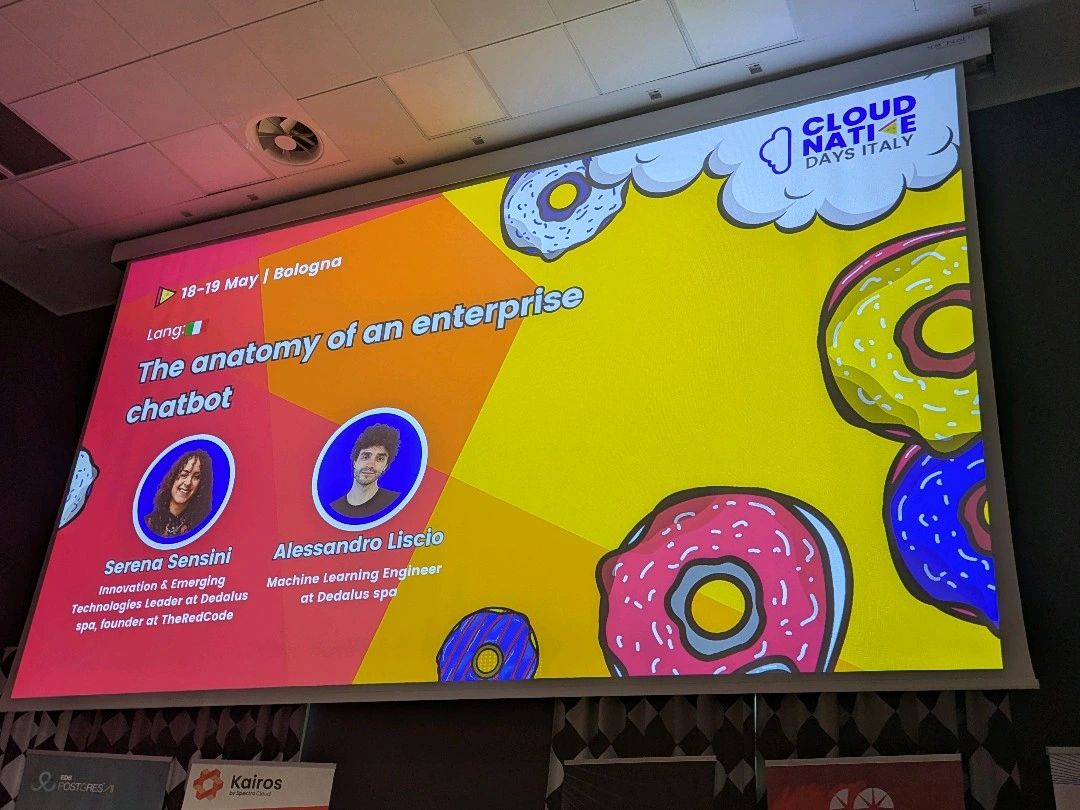 CLOUD
NATIVE
DAYS ITALY
18-19 May | Bologna
Lang:
The anatomy of an enterprise
chatbot
Serena Sensini
Innovation & Emerging
Technologies Leader at Dedalus
spa, founder at TheRedCode
Alessandro Liscio
Machine Learning Engineer
at Dedalus spa
EDB
POSTGRES AI
Kairos
by Spectro Cloud